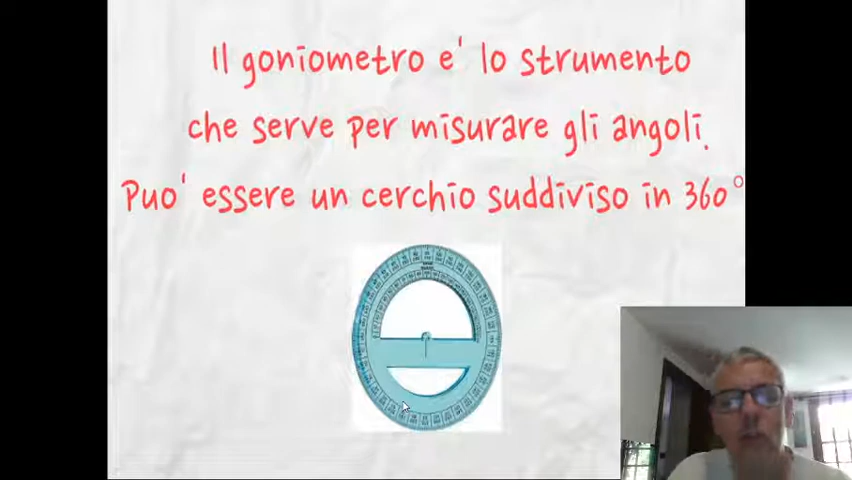 Il goniometro e' lo strumento
che serve per misurare gli angoli.
Puo' essere un cerchio suddiviso in 360°